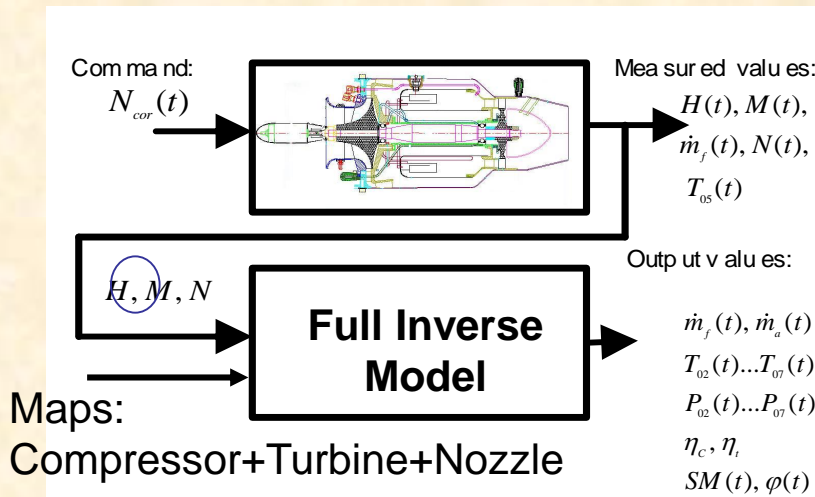 Command:
N_cor(t)
Measured values:
H(t), M(t),
ṁ_f(t), N(t),
T_05(t)
H, M, N
Full Inverse
Model
Maps:
Compressor+Turbine+Nozzle
Output values:
ṁ_f(t), ṁ_a(t)
T_02(t)...T_07(t)
P_02(t)...P_07(t)
η_C, η_t
SM(t), φ(t)